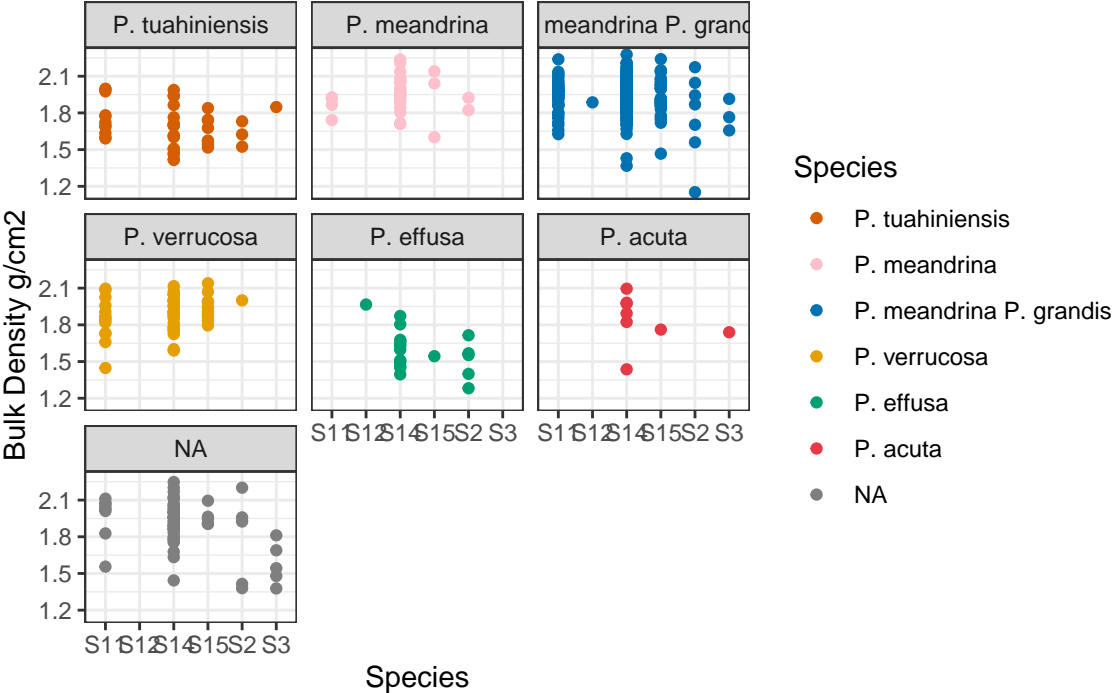 P. tuahiniensis P. meandrina meandrina P. grand
2.1
1.8
1.5
1.2
P. verrucosa P. effusa P. acuta
2.1
1.8
1.5
1.2
S11 S12 S14 S15 S2 S3 S11 S12 S14 S15 S2 S3
NA
2.1
1.8
1.5
1.2
S11 S12 S14 S15 S2 S3
Species
Bulk Density g/cm2
Species
P. tuahiniensis
P. meandrina
P. meandrina P. grandis
P. verrucosa
P. effusa
P. acuta
NA